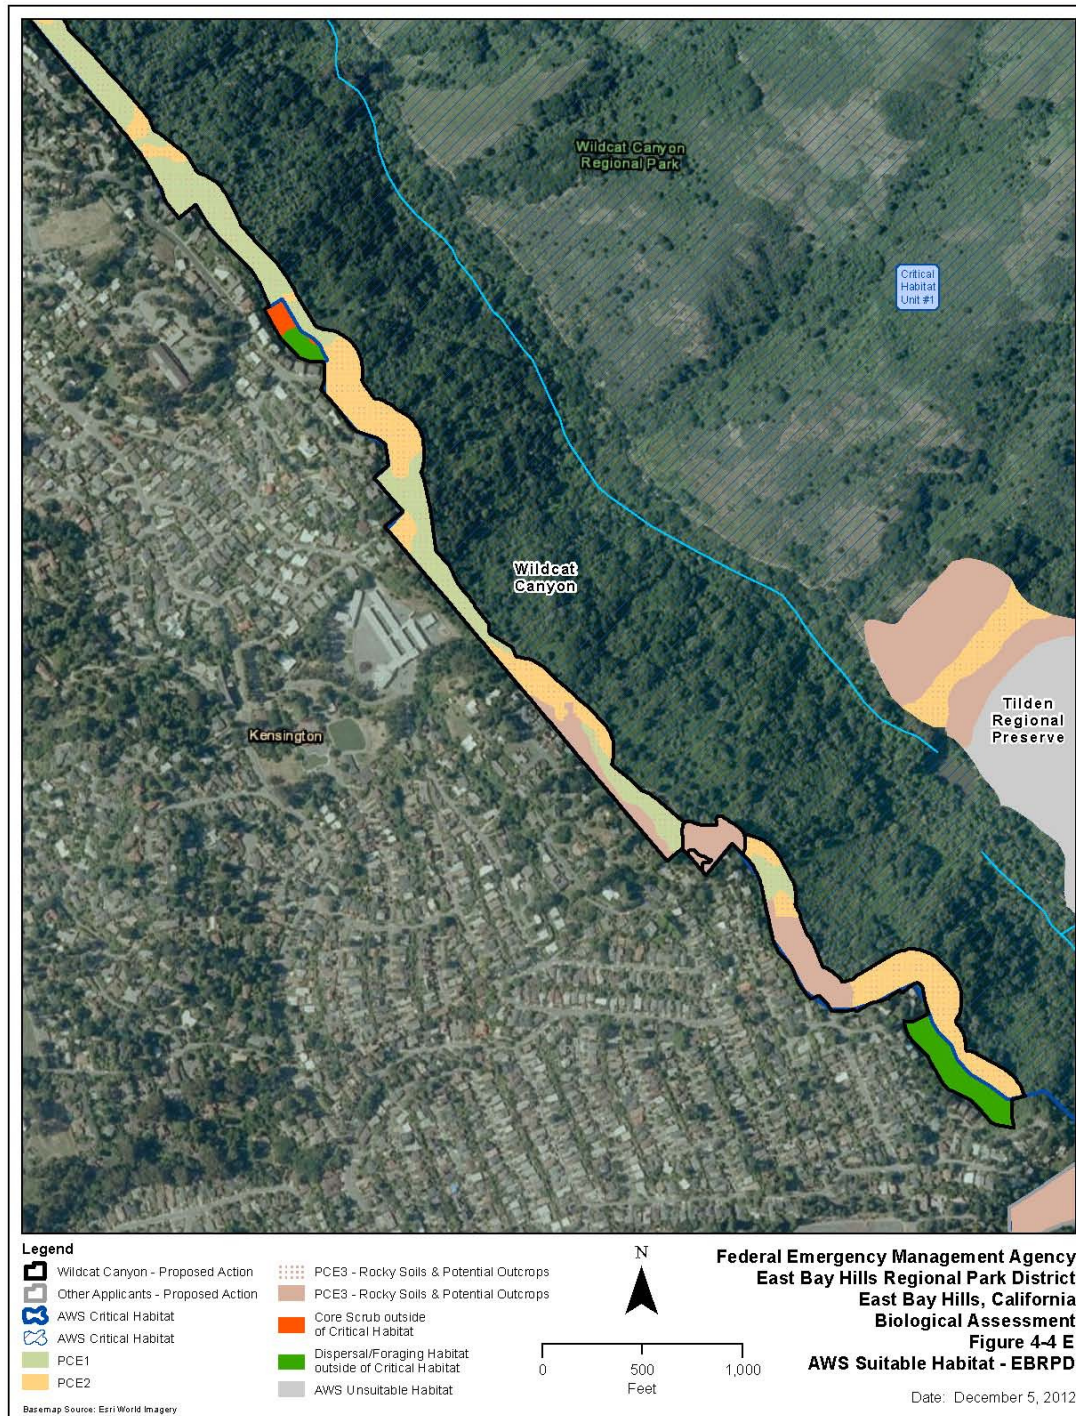 Wildcat Canyon
Regional Park
Critical
Habitat
Unit #1
Wildcat
Canyon
Tilden
Regional
Preserve
Kensington
Legend
Wildcat Canyon - Proposed Action
Other Applicants - Proposed Action
AWS Critical Habitat
AWS Critical Habitat
PCE1
PCE2
PCE3 - Rocky Soils & Potential Outcrops
PCE3 - Rocky Soils & Potential Outcrops
Core Scrub outside
of Critical Habitat
Dispersal/Foraging Habitat
outside of Critical Habitat
AWS Unsuitable Habitat
N
0 500 1,000
Feet
Federal Emergency Management Agency
East Bay Hills Regional Park District
East Bay Hills, California
Biological Assessment
Figure 4-4 E
AWS Suitable Habitat - EBRPD
Date: December 5, 2012
Basemap Source: Esri World Imagery